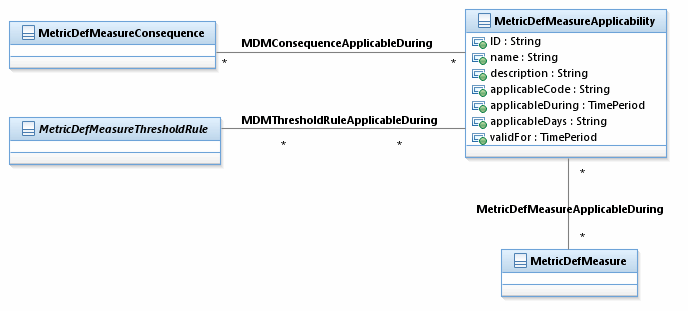 MetricDefMeasureConsequence
MDMConsequenceApplicableDuring
*
*
MetricDefMeasureApplicability
ID : String
name : String
description : String
applicableCode : String
applicableDuring : TimePeriod
applicableDays : String
validFor : TimePeriod
MetricDefMeasureThresholdRule
MDMThresholdRuleApplicableDuring
*
*
*
MetricDefMeasureApplicableDuring
*
MetricDefMeasure